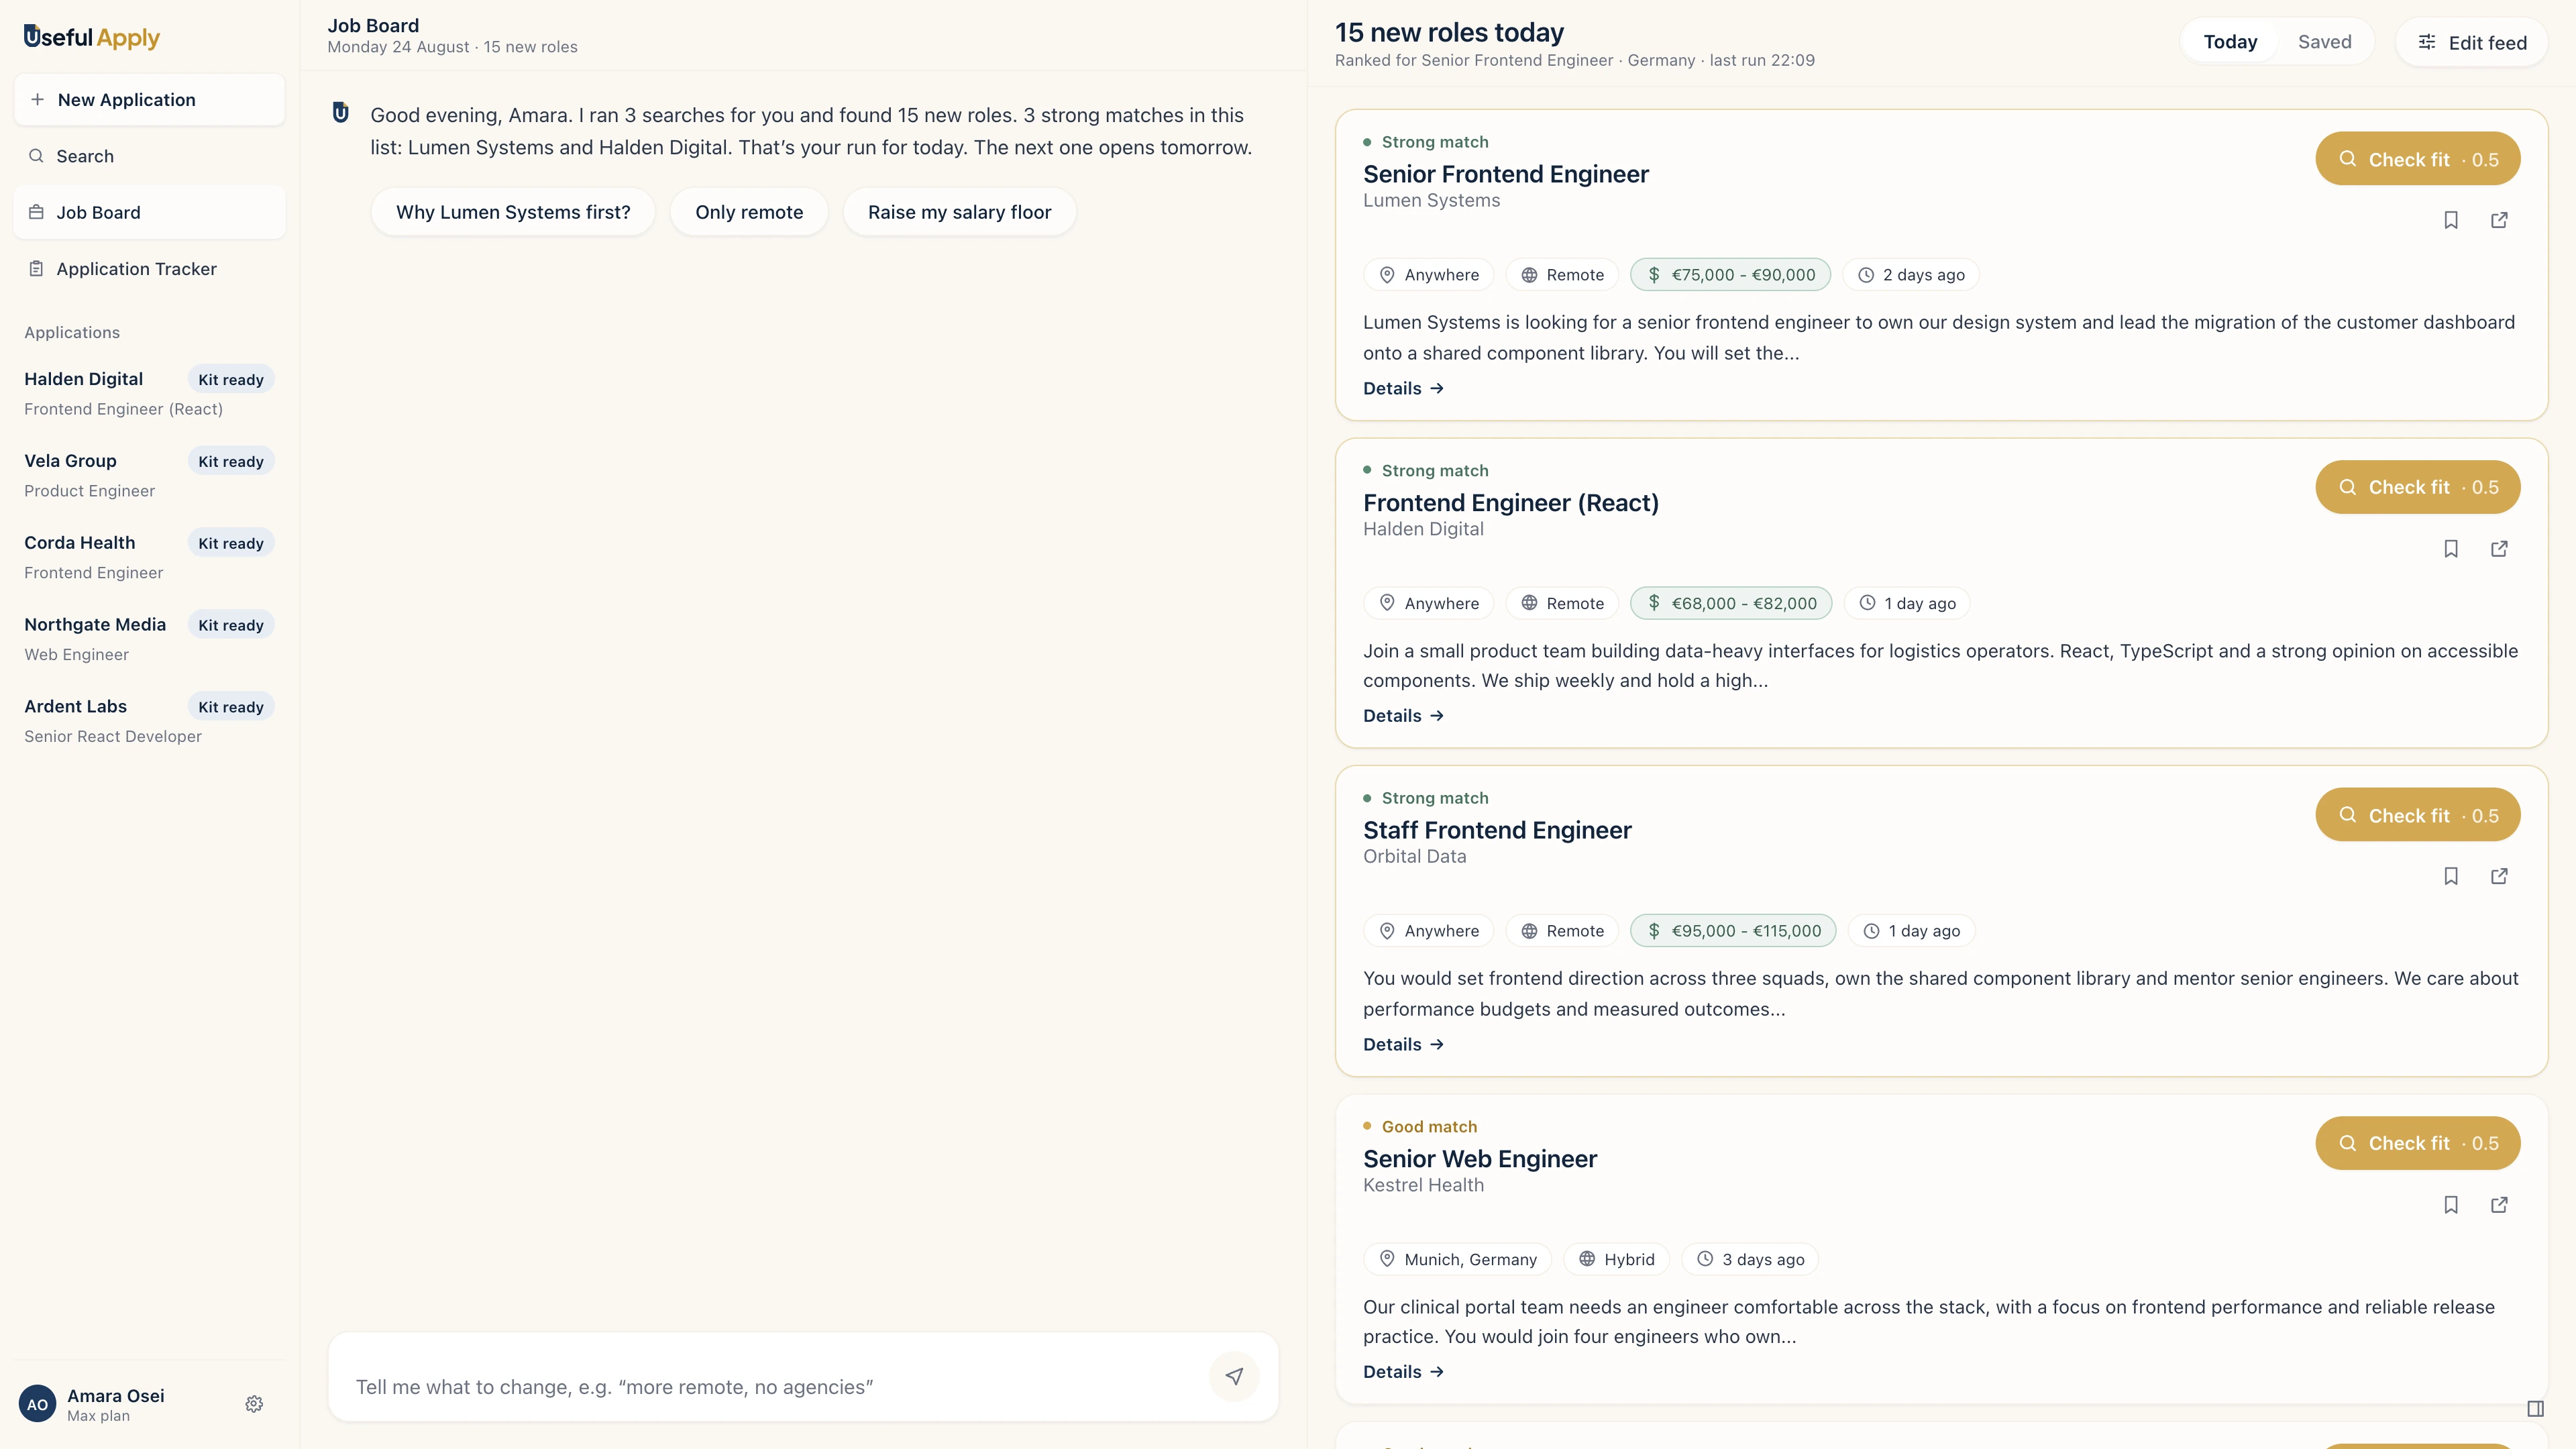 Useful Apply
New Application
Search
Job Board
Application Tracker
Applications
Halden Digital
Kit ready
Frontend Engineer (React)
Vela Group
Kit ready
Product Engineer
Corda Health
Kit ready
Frontend Engineer
Northgate Media
Kit ready
Web Engineer
Ardent Labs
Kit ready
Senior React Developer
AO
Amara Osei
Max plan
Job Board
Monday 24 August · 15 new roles
Good evening, Amara. I ran 3 searches for you and found 15 new roles. 3 strong matches in this
list: Lumen Systems and Halden Digital. That’s your run for today. The next one opens tomorrow.
Why Lumen Systems first?
Only remote
Raise my salary floor
Tell me what to change, e.g. “more remote, no agencies”
15 new roles today
Ranked for Senior Frontend Engineer · Germany · last run 22:09
Today
Saved
Edit feed
Strong match
Senior Frontend Engineer
Lumen Systems
Check fit · 0.5
Anywhere
Remote
$ €75,000 - €90,000
2 days ago
Lumen Systems is looking for a senior frontend engineer to own our design system and lead the migration of the customer dashboard
onto a shared component library. You will set the...
Details →
Strong match
Frontend Engineer (React)
Halden Digital
Check fit · 0.5
Anywhere
Remote
$ €68,000 - €82,000
1 day ago
Join a small product team building data-heavy interfaces for logistics operators. React, TypeScript and a strong opinion on accessible
components. We ship weekly and hold a high...
Details →
Strong match
Staff Frontend Engineer
Orbital Data
Check fit · 0.5
Anywhere
Remote
$ €95,000 - €115,000
1 day ago
You would set frontend direction across three squads, own the shared component library and mentor senior engineers. We care about
performance budgets and measured outcomes...
Details →
Good match
Senior Web Engineer
Kestrel Health
Check fit · 0.5
Munich, Germany
Hybrid
3 days ago
Our clinical portal team needs an engineer comfortable across the stack, with a focus on frontend performance and reliable release
practice. You would join four engineers who own...
Details →